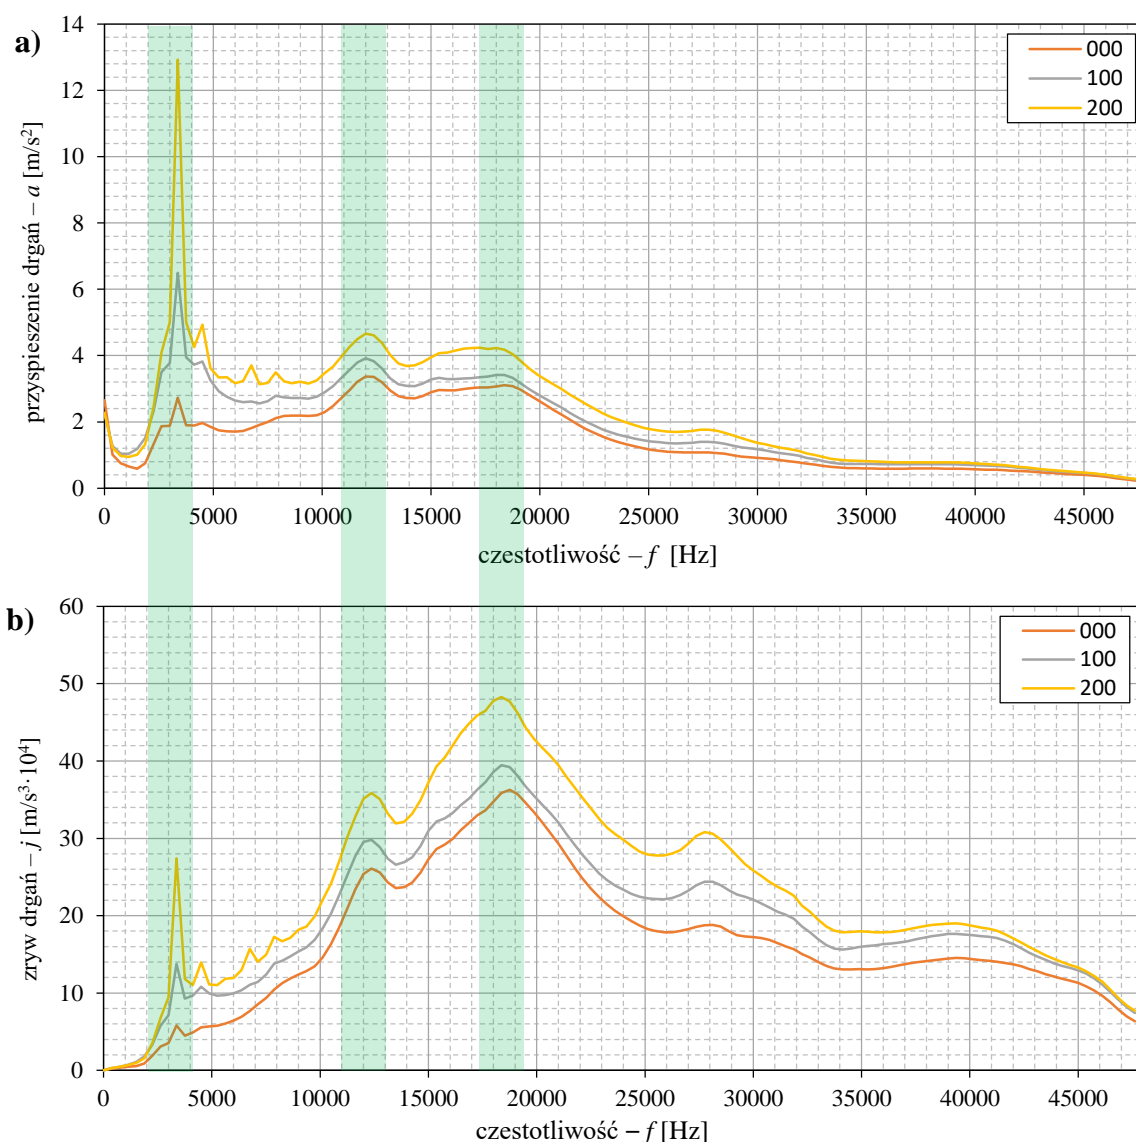 a)
przyspieszenie drgań – a [m/s²]
14
12
10
8
6
4
2
0
000
100
200
0 5000 10000 15000 20000 25000 30000 35000 40000 45000
czestotliwość – f [Hz]
b)
zryw drgań – j [m/s³·10⁴]
60
50
40
30
20
10
0
000
100
200
0 5000 10000 15000 20000 25000 30000 35000 40000 45000
czestotliwość – f [Hz]